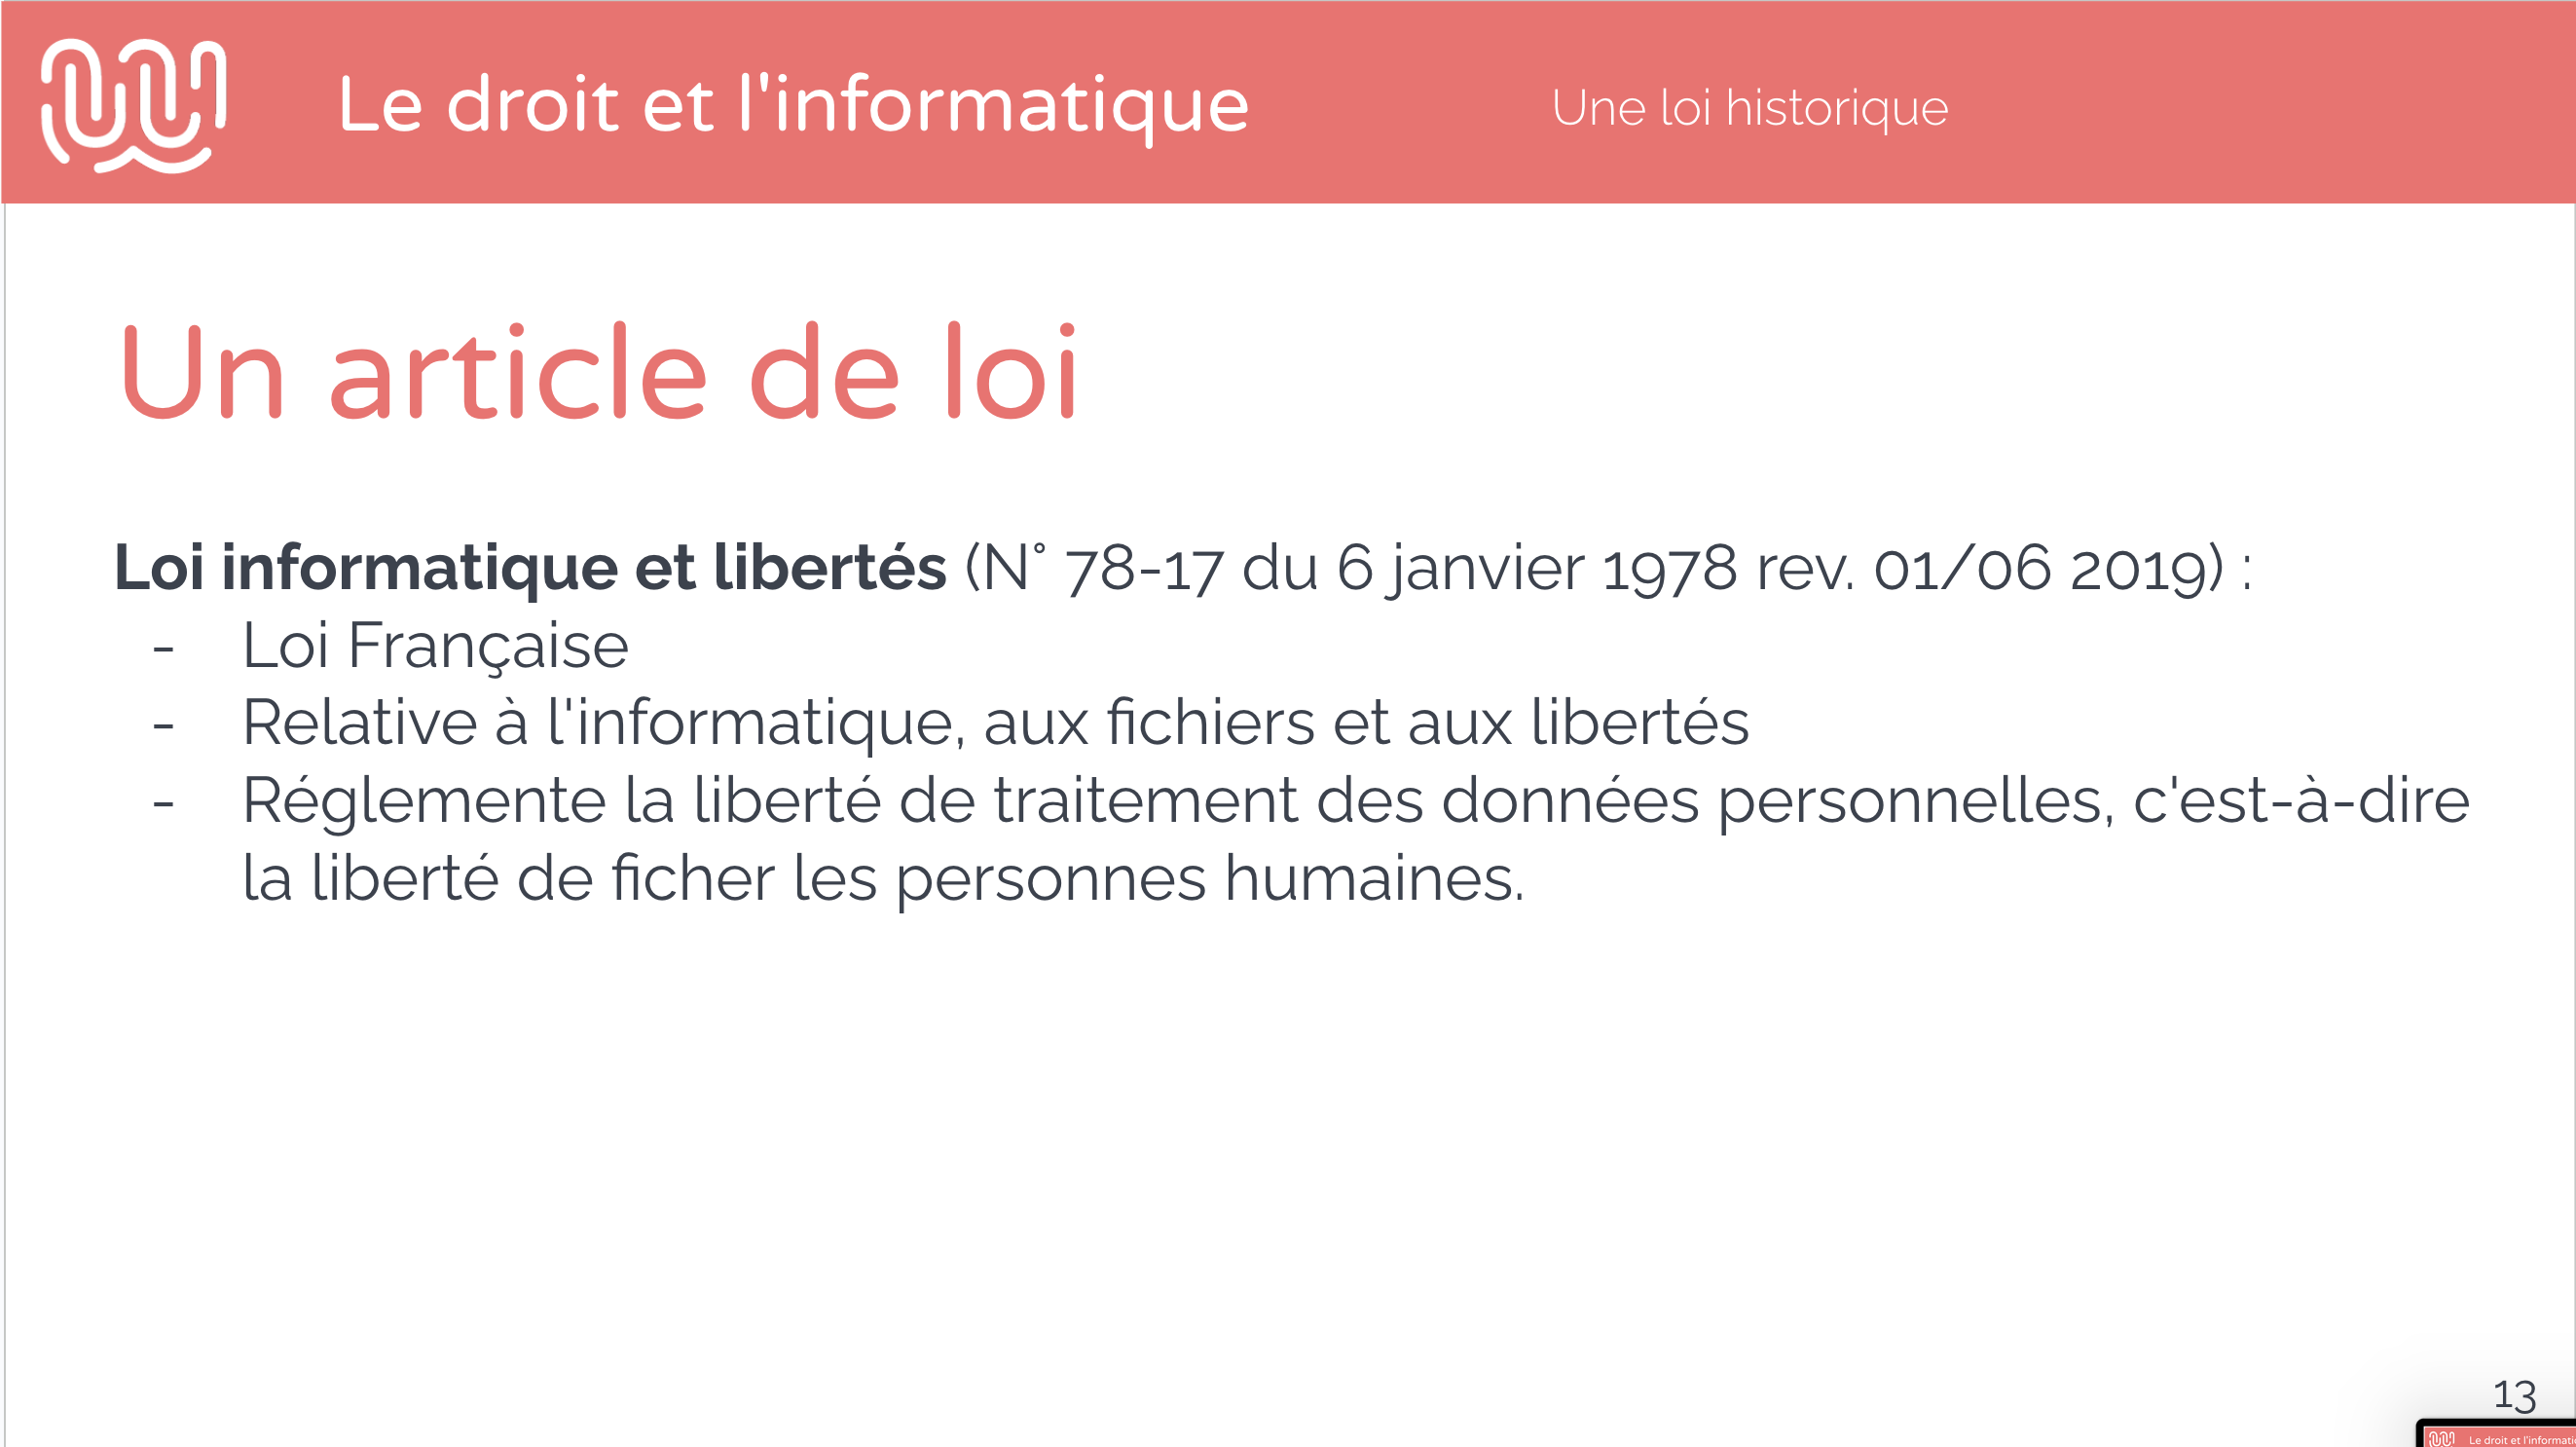 Le droit et l'informatique
Une loi historique
Un article de loi
Loi informatique et libertés (N° 78-17 du 6 janvier 1978 rev. 01/06 2019) :
- Loi Française
- Relative à l'informatique, aux fichiers et aux libertés
- Réglemente la liberté de traitement des données personnelles, c'est-à-dire
la liberté de ficher les personnes humaines.
13
Le droit et l'informati